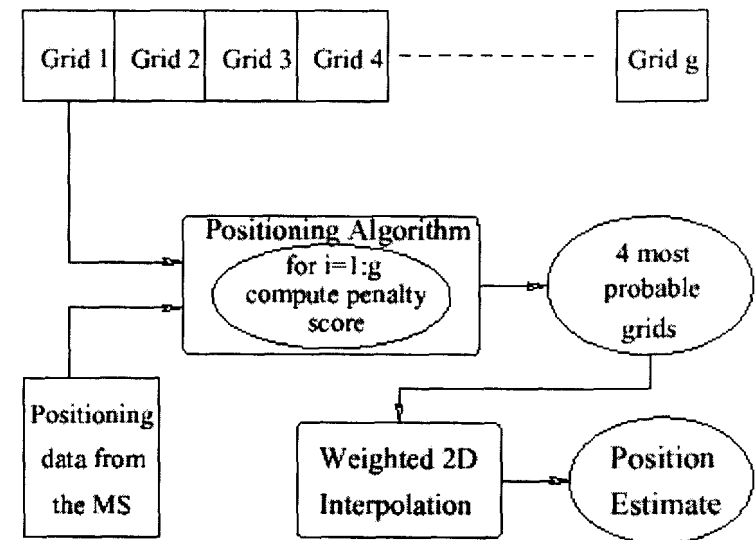 Grid 1 Grid 2 Grid 3 Grid 4 Grid g
Positioning Algorithm
for i=1:g
compute penalty
score
4 most
probable
grids
Positioning
data from
the MS
Weighted 2D
Interpolation
Position
Estimate